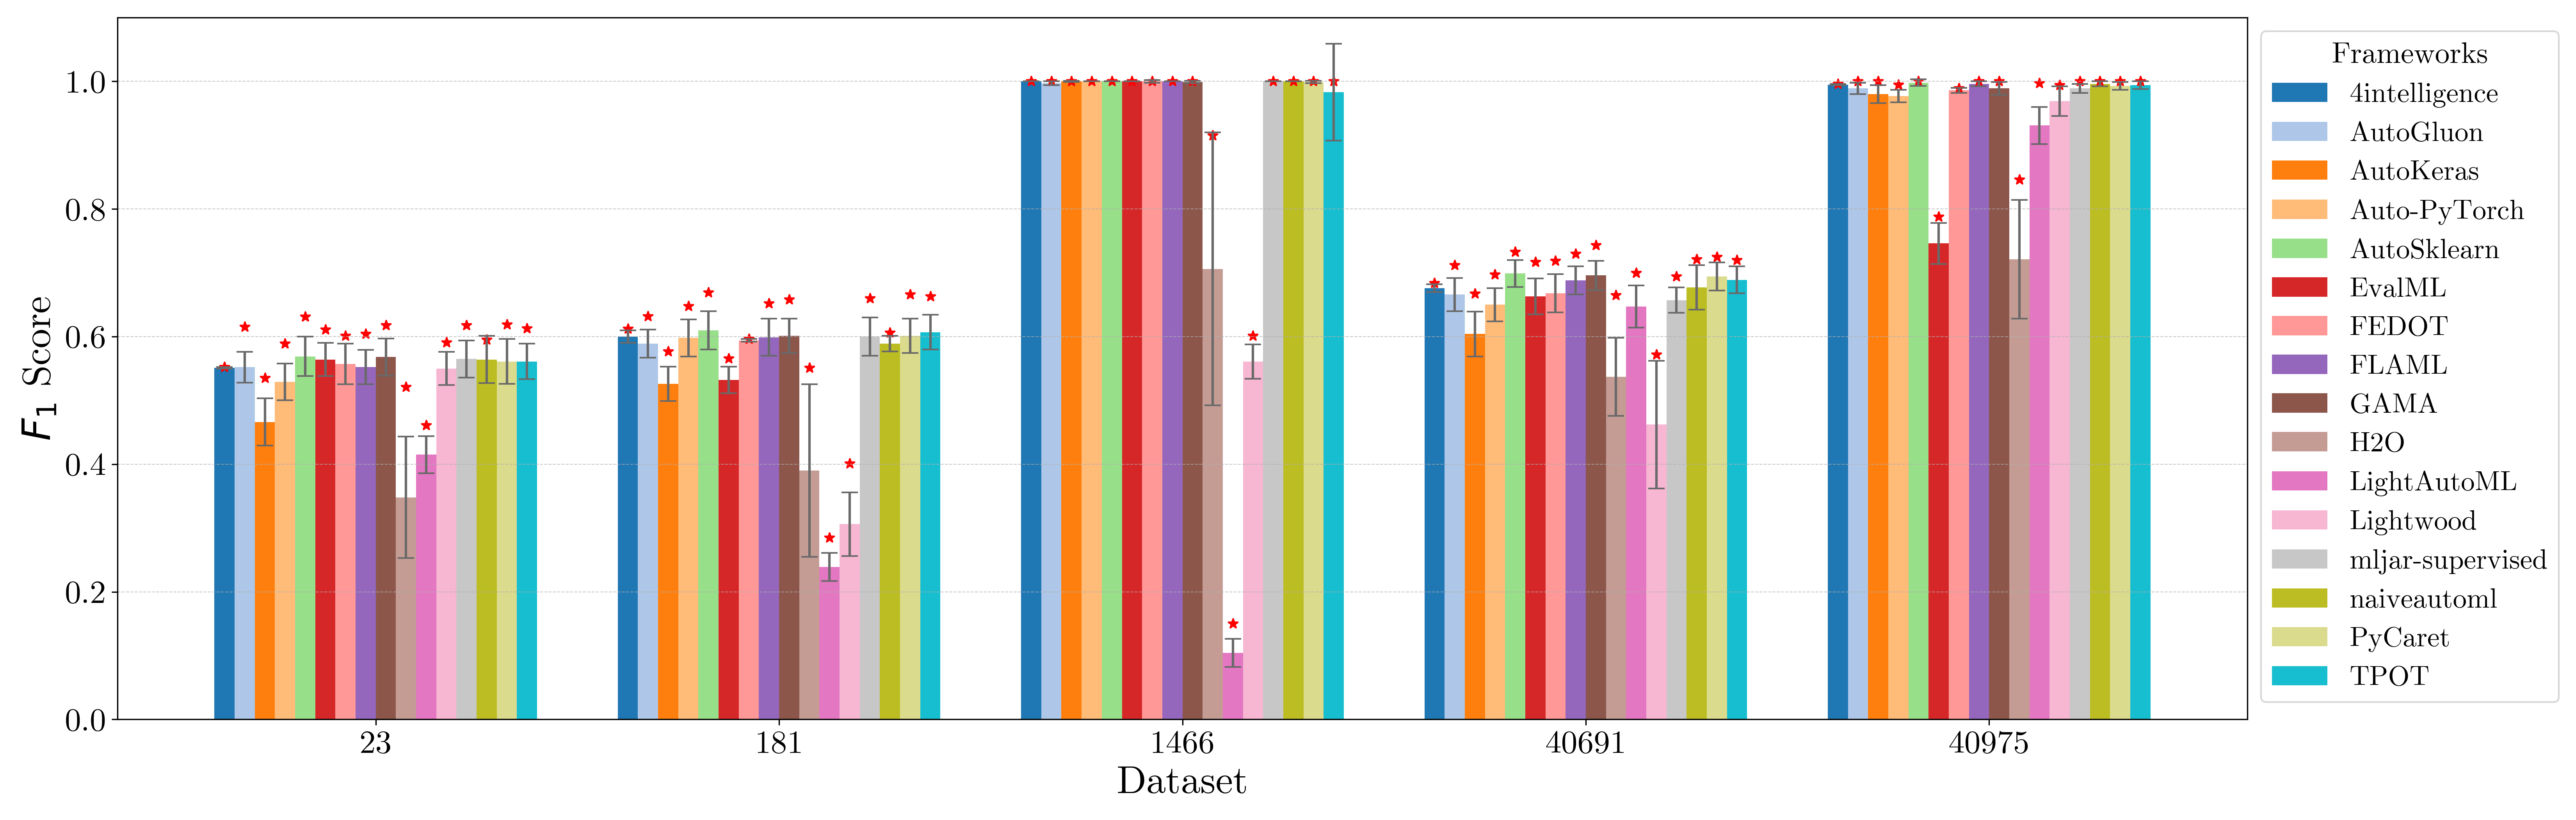 F1 Score
1.0
0.8
0.6
0.4
0.2
0.0
23
181
1466
40691
40975
Dataset
Frameworks
4intelligence
AutoGluon
AutoKeras
Auto-PyTorch
AutoSklearn
EvalML
FEDOT
FLAML
GAMA
H2O
LightAutoML
Lightwood
mljar-supervised
naiveautoml
PyCaret
TPOT